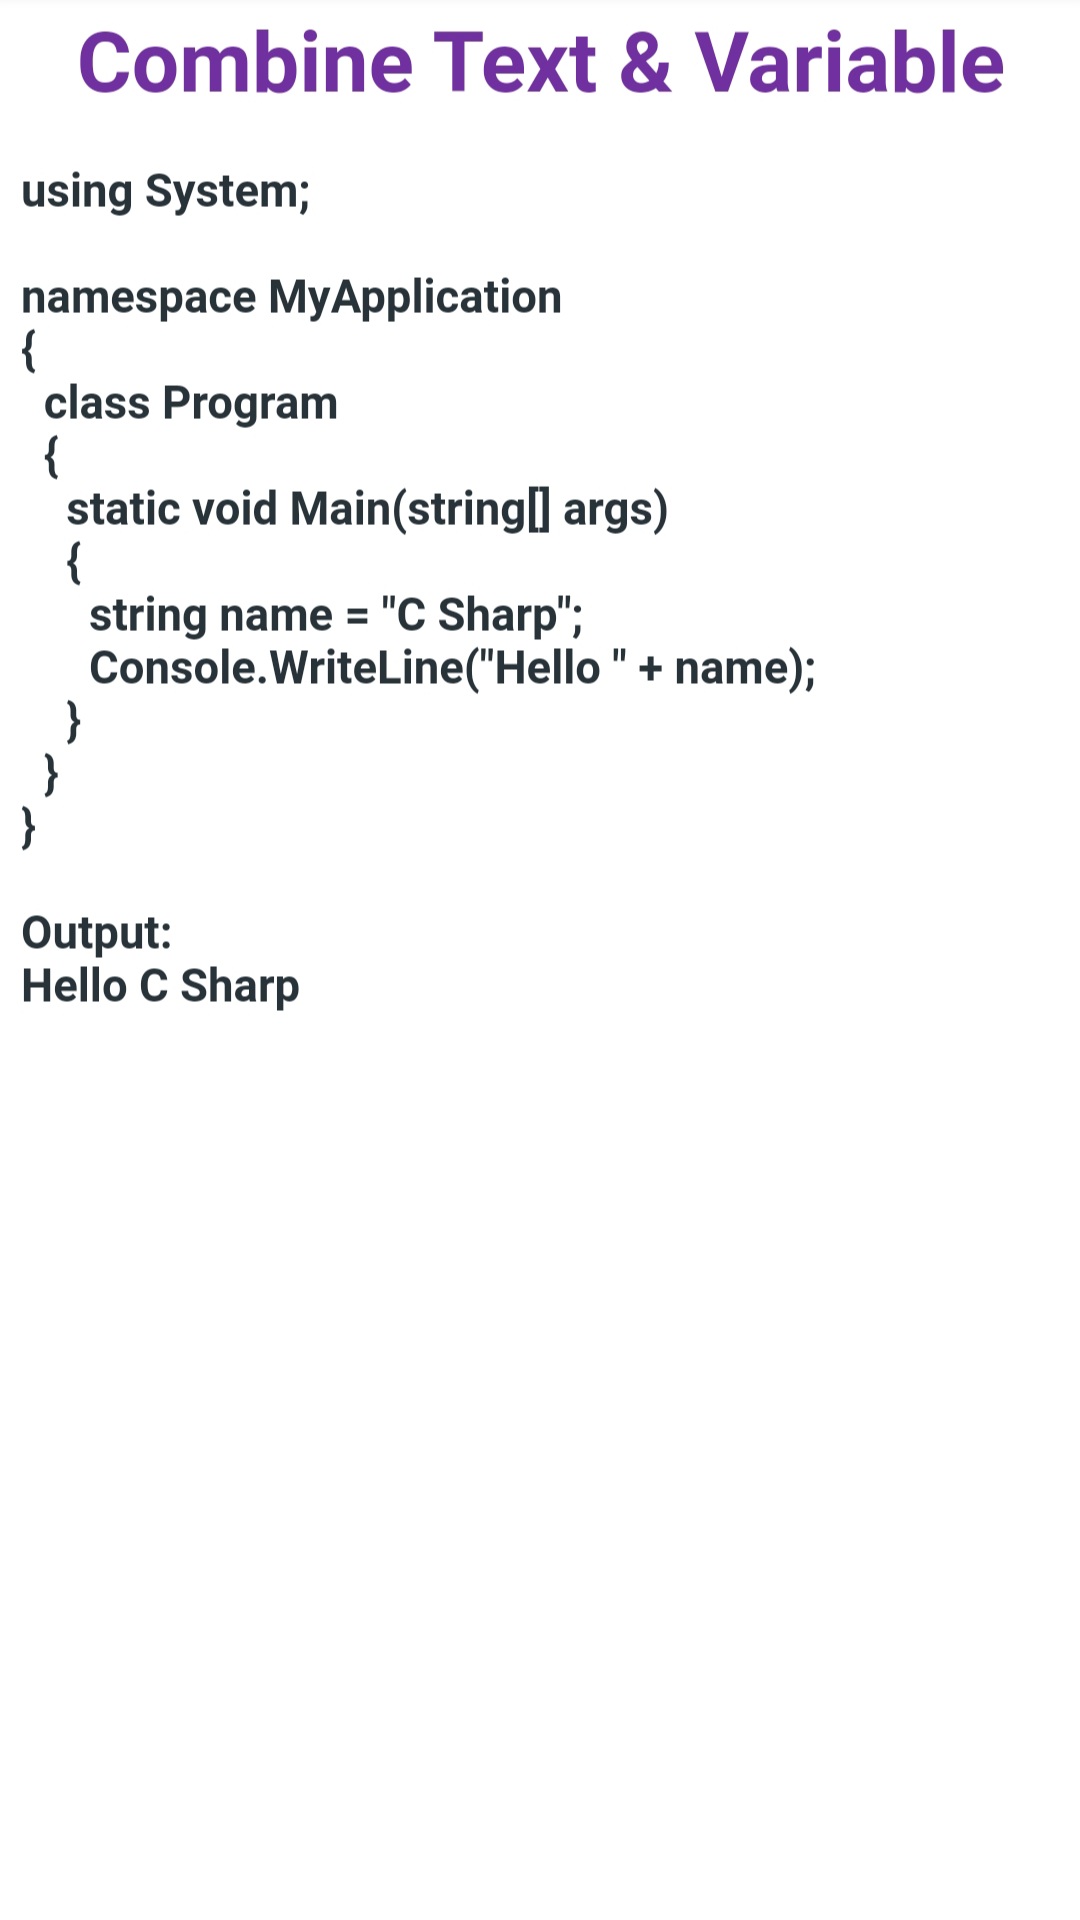 Combine Text & Variable
using System;
namespace MyApplication
{
class Program
{
static void Main(string[] args)
{
string name = "C Sharp";
Console.WriteLine("Hello " + name);
}
}
}
Output:
Hello C Sharp